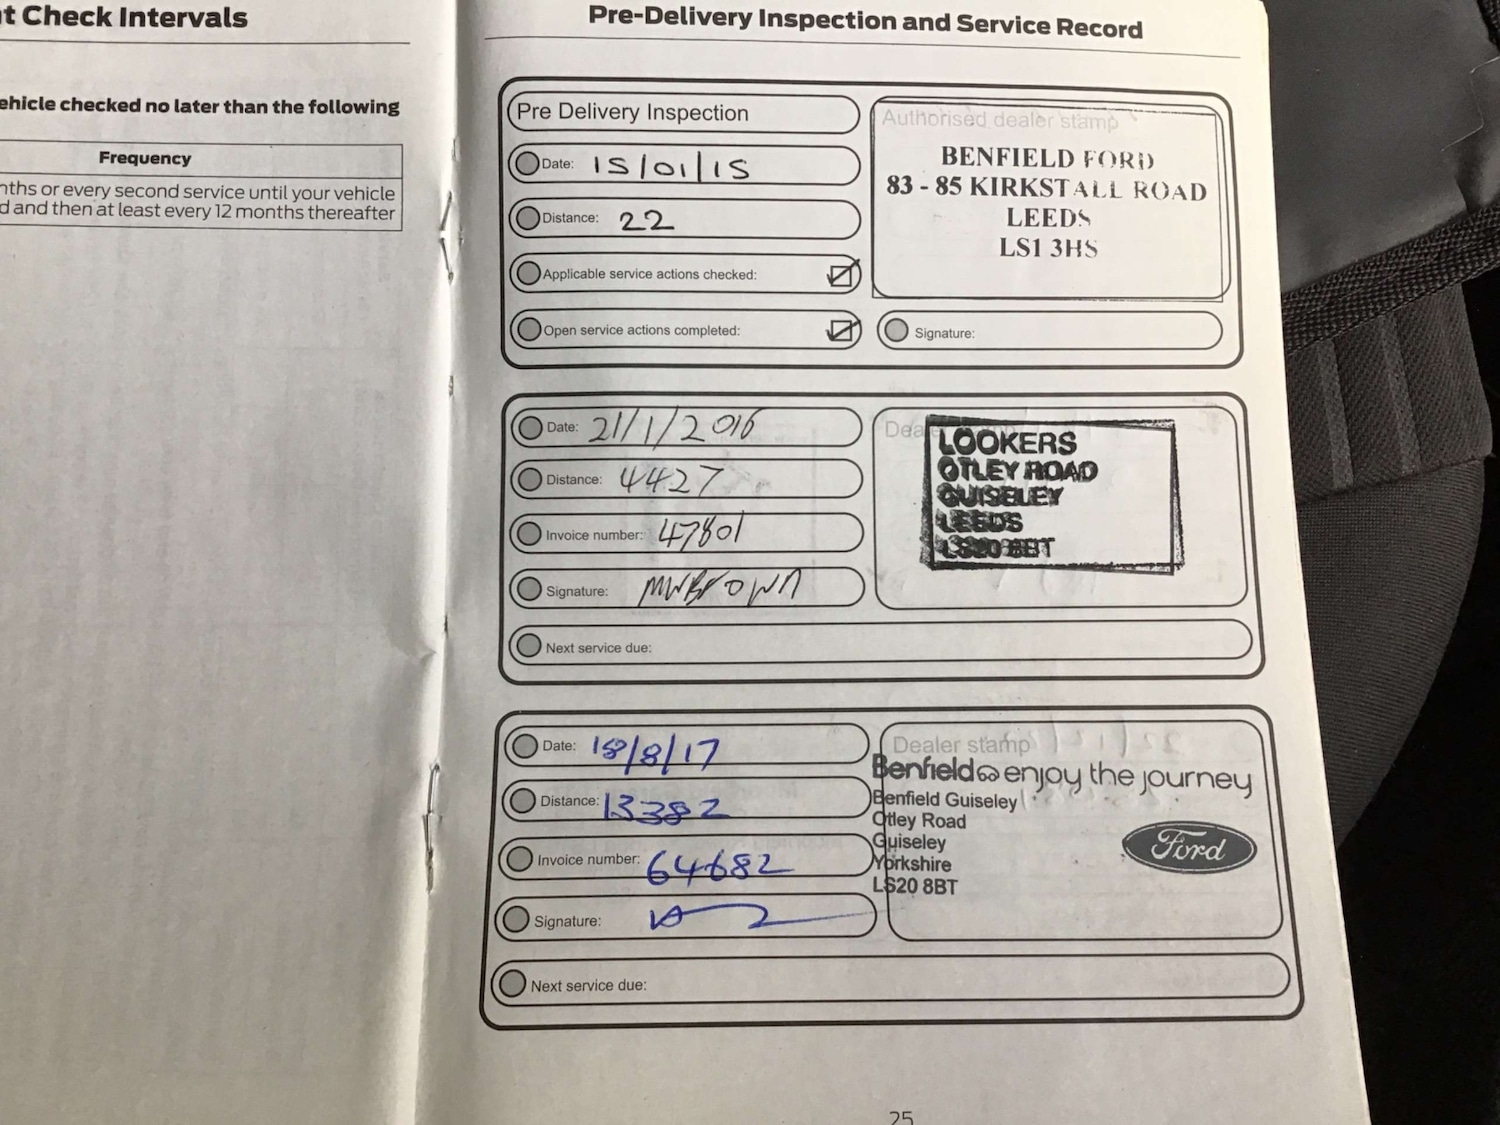 t Check Intervals
ehicle checked no later than the following
Frequency
nths or every second service until your vehicle
d and then at least every 12 months thereafter
Pre-Delivery Inspection and Service Record
Pre Delivery Inspection
Date: 15/01/15
Distance: 22
Applicable service actions checked:
Open service actions completed:
Authorised dealer stamp
BENFIELD FORD
83 - 85 KIRKSTALL ROAD
LEEDS
LS1 3HS
Signature:
Date: 21/1/2016
Distance: 4427
Invoice number: 47801
Signature: MWBROWN
LOOKERS
OTLEY ROAD
GUISELEY
LEEDS
LS20 8BT
Next service due:
Date: 18/8/17
Distance: 13382
Invoice number: 64682
Signature:
Dealer stamp
Benfield enjoy the journey
Benfield Guiseley
Otley Road
Guiseley
Yorkshire
LS20 8BT
Ford
Next service due:
25